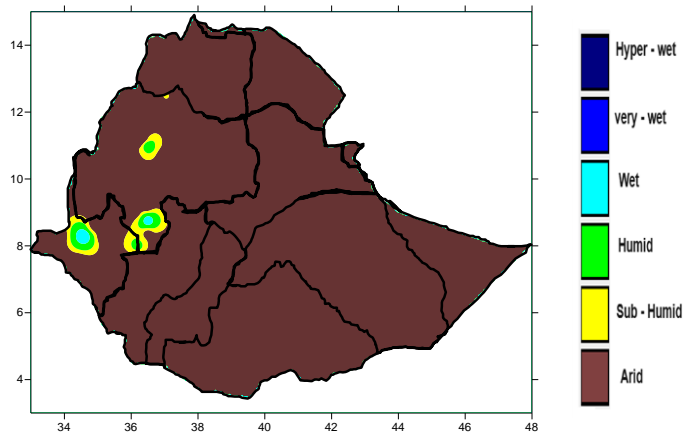 14
12
10
8
6
4
34 36 38 40 42 44 46 48
Hyper - wet
very - wet
Wet
Humid
Sub - Humid
Arid